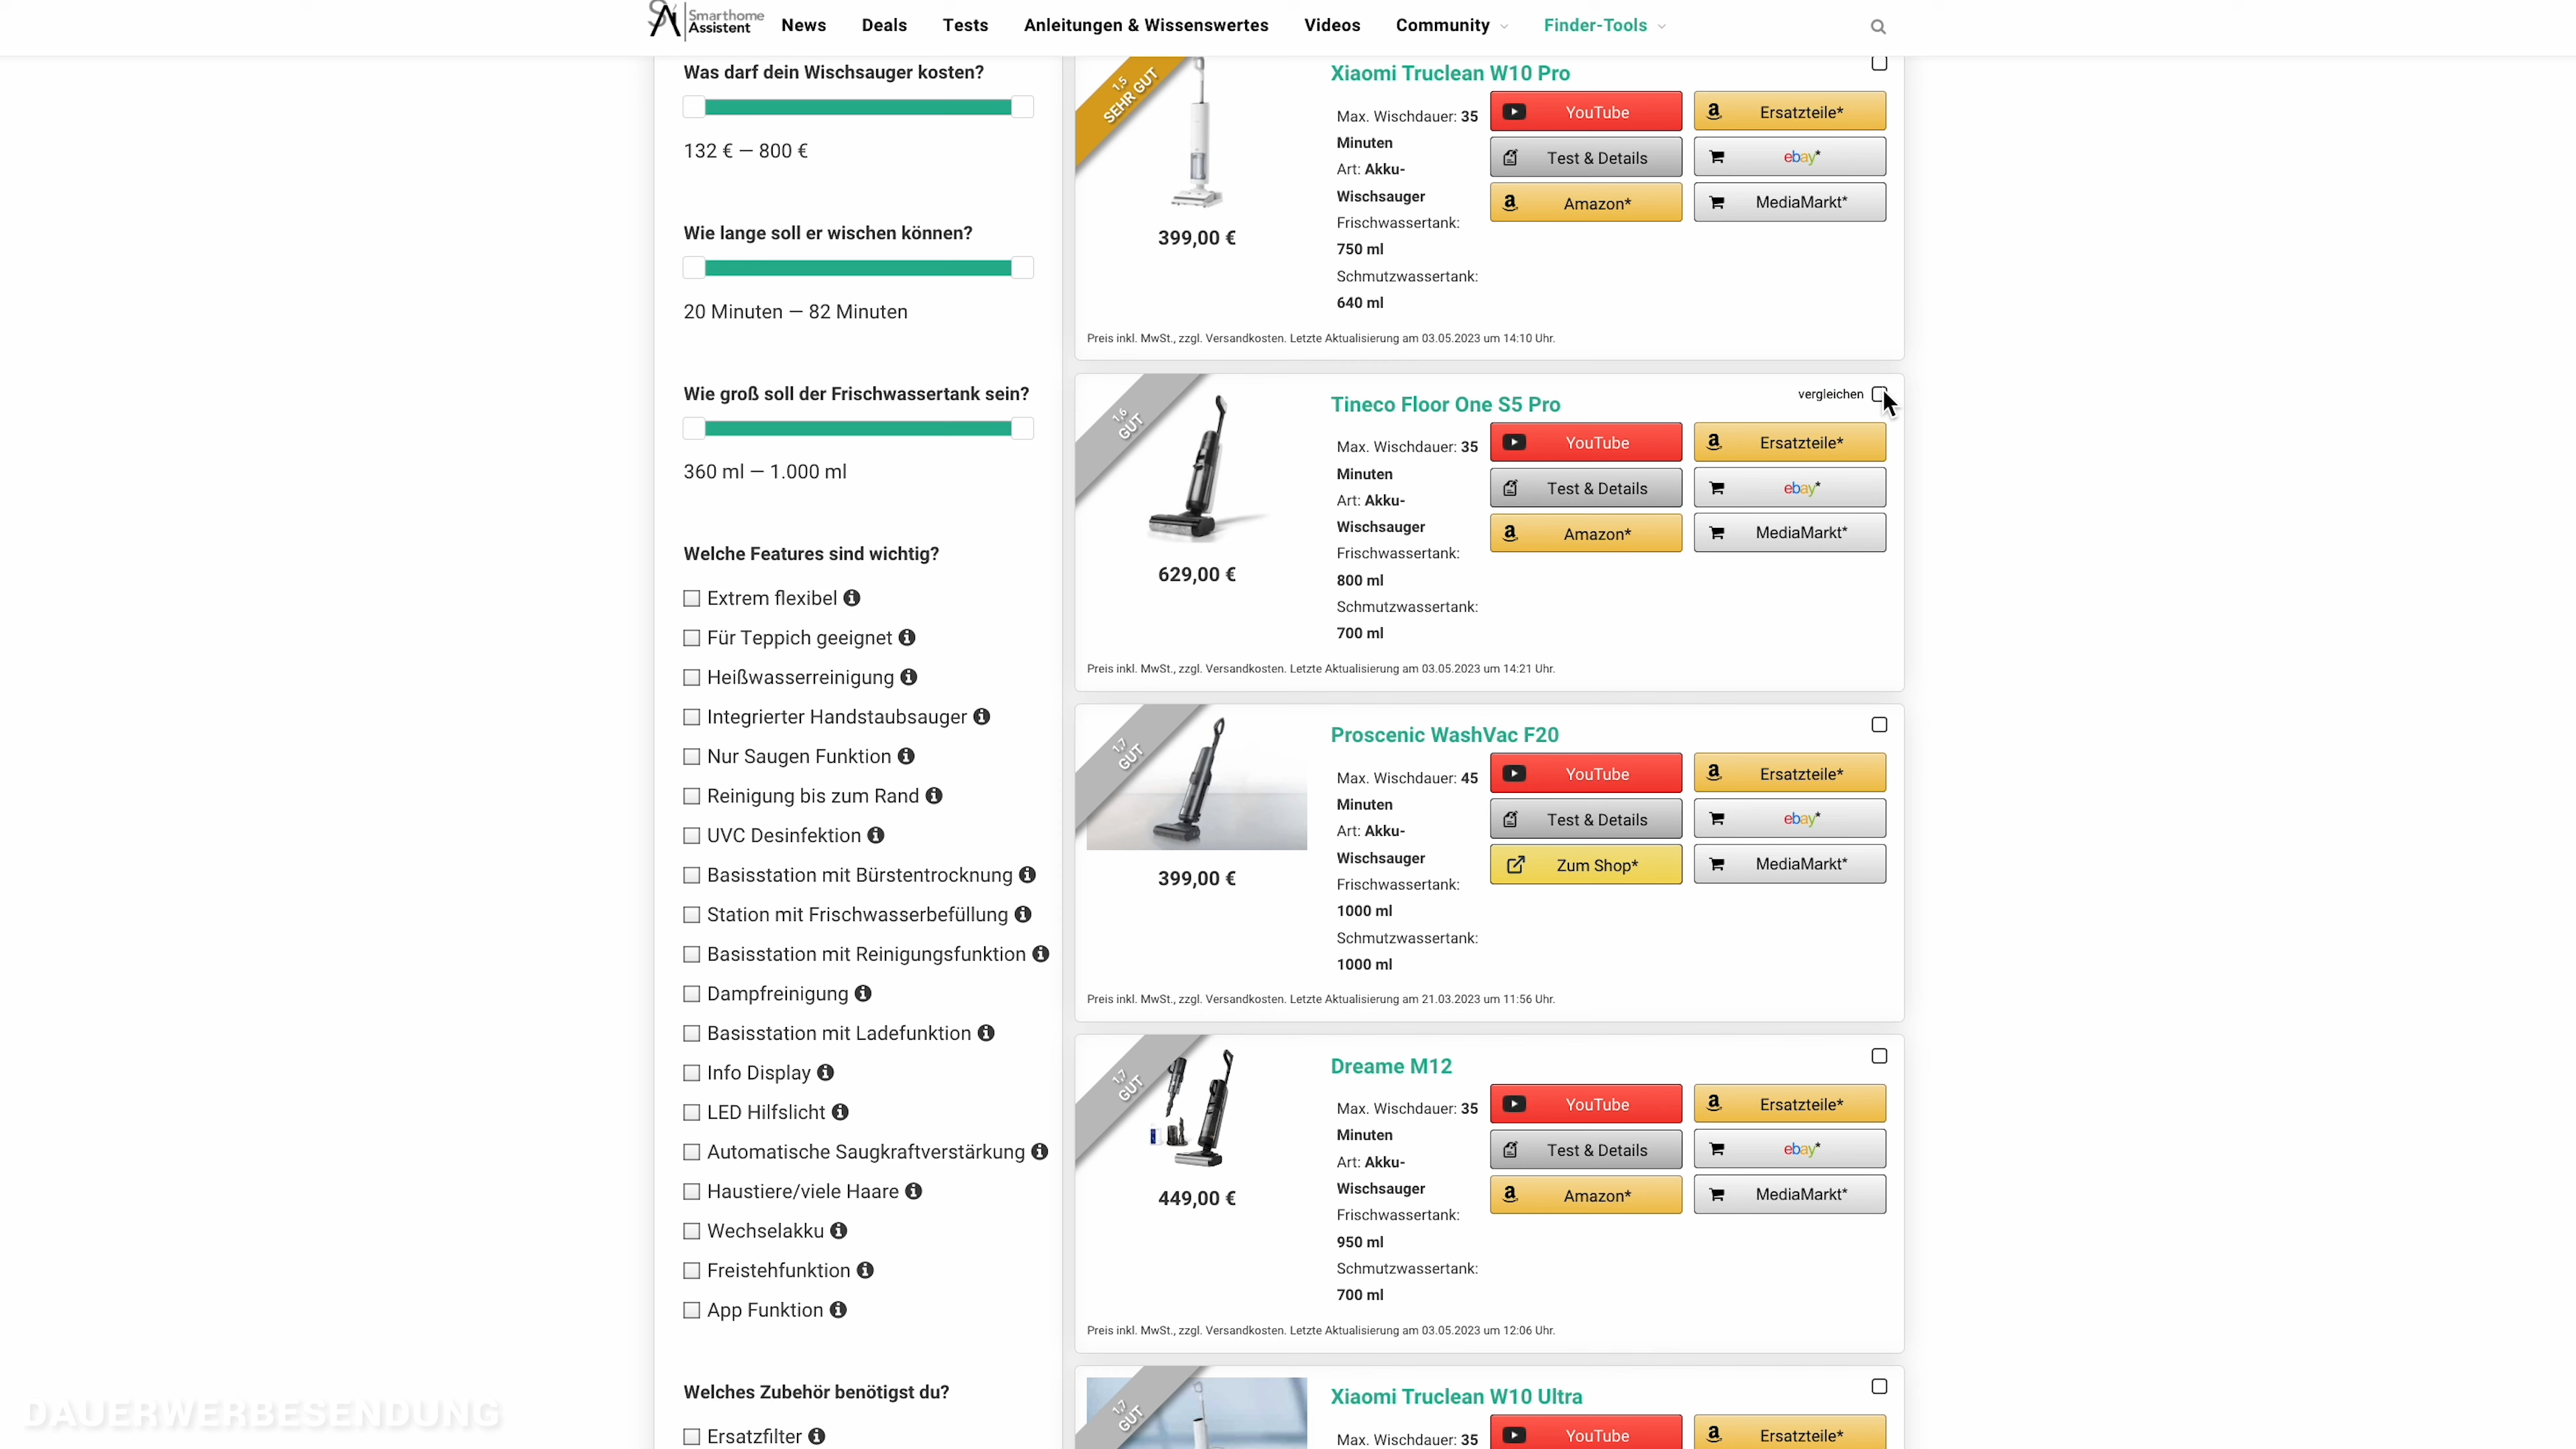 Smarthome
Assistent
News
Deals
Tests
Anleitungen & Wissenswertes
Videos
Community
Finder-Tools
Was darf dein Wischsauger kosten?
132 € — 800 €
Wie lange soll er wischen können?
20 Minuten — 82 Minuten
Wie groß soll der Frischwassertank sein?
360 ml — 1.000 ml
Welche Features sind wichtig?
Extrem flexibel
Für Teppich geeignet
Heißwasserreinigung
Integrierter Handstaubsauger
Nur Saugen Funktion
Reinigung bis zum Rand
UVC Desinfektion
Basisstation mit Bürstentrocknung
Station mit Frischwasserbefüllung
Basisstation mit Reinigungsfunktion
Dampfreinigung
Basisstation mit Ladefunktion
Info Display
LED Hilfslicht
Automatische Saugkraftverstärkung
Haustiere/viele Haare
Wechselakku
Freistehfunktion
App Funktion
Welches Zubehör benötigst du?
Ersatzfilter
1,5
SEHR GUT
399,00 €
Xiaomi Truclean W10 Pro
Max. Wischdauer: 35
Minuten
Art: Akku-
Wischsauger
Frischwassertank:
750 ml
Schmutzwassertank:
640 ml
YouTube
Ersatzteile*
Test & Details
ebay*
Amazon*
MediaMarkt*
Preis inkl. MwSt., zzgl. Versandkosten. Letzte Aktualisierung am 03.05.2023 um 14:10 Uhr.
1,6
GUT
629,00 €
Tineco Floor One S5 Pro
vergleichen
Max. Wischdauer: 35
Minuten
Art: Akku-
Wischsauger
Frischwassertank:
800 ml
Schmutzwassertank:
700 ml
YouTube
Ersatzteile*
Test & Details
ebay*
Amazon*
MediaMarkt*
Preis inkl. MwSt., zzgl. Versandkosten. Letzte Aktualisierung am 03.05.2023 um 14:21 Uhr.
1,7
GUT
399,00 €
Proscenic WashVac F20
Max. Wischdauer: 45
Minuten
Art: Akku-
Wischsauger
Frischwassertank:
1000 ml
Schmutzwassertank:
1000 ml
YouTube
Ersatzteile*
Test & Details
ebay*
Zum Shop*
MediaMarkt*
Preis inkl. MwSt., zzgl. Versandkosten. Letzte Aktualisierung am 21.03.2023 um 11:56 Uhr.
1,7
GUT
449,00 €
Dreame M12
Max. Wischdauer: 35
Minuten
Art: Akku-
Wischsauger
Frischwassertank:
950 ml
Schmutzwassertank:
700 ml
YouTube
Ersatzteile*
Test & Details
ebay*
Amazon*
MediaMarkt*
Preis inkl. MwSt., zzgl. Versandkosten. Letzte Aktualisierung am 03.05.2023 um 12:06 Uhr.
1,7
GUT
Xiaomi Truclean W10 Ultra
Max. Wischdauer: 35
YouTube
Ersatzteile*
DAUERWERBESENDUNG